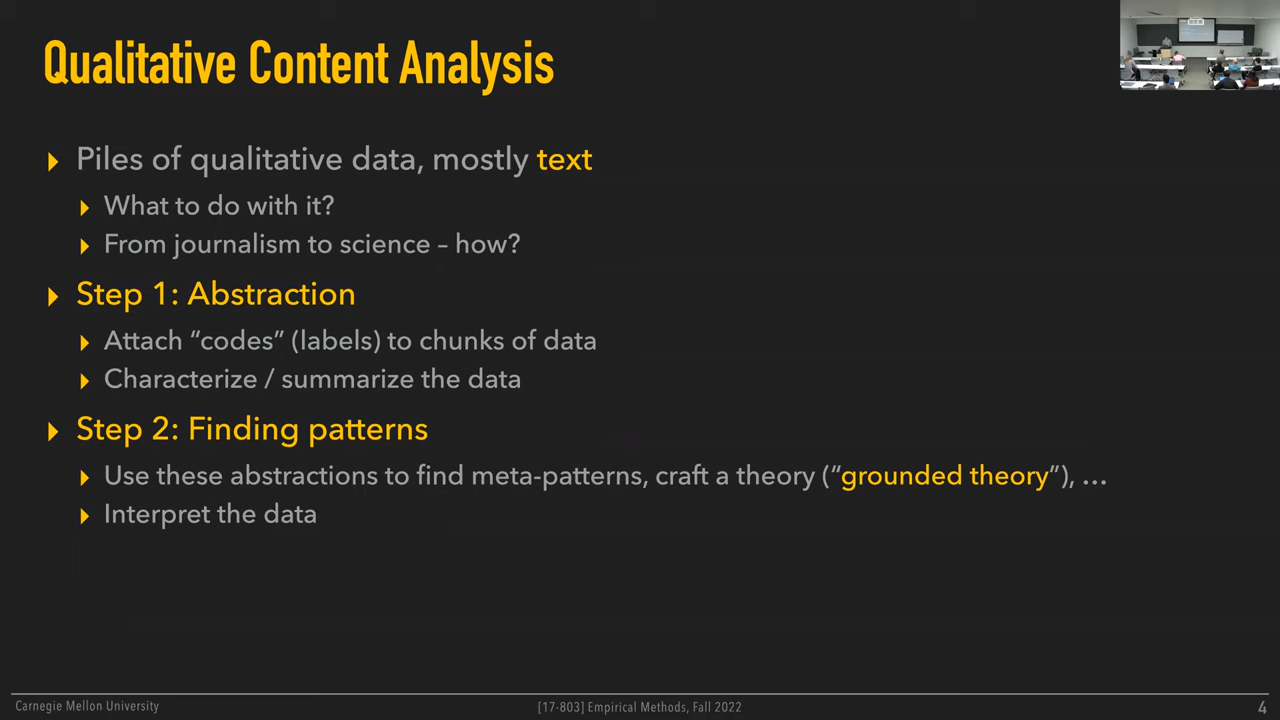 Qualitative Content Analysis
Piles of qualitative data, mostly text
What to do with it?
From journalism to science – how?
Step 1: Abstraction
Attach “codes” (labels) to chunks of data
Characterize / summarize the data
Step 2: Finding patterns
Use these abstractions to find meta-patterns, craft a theory (“grounded theory”), …
Interpret the data
Carnegie Mellon University
[17-803] Empirical Methods, Fall 2022
4